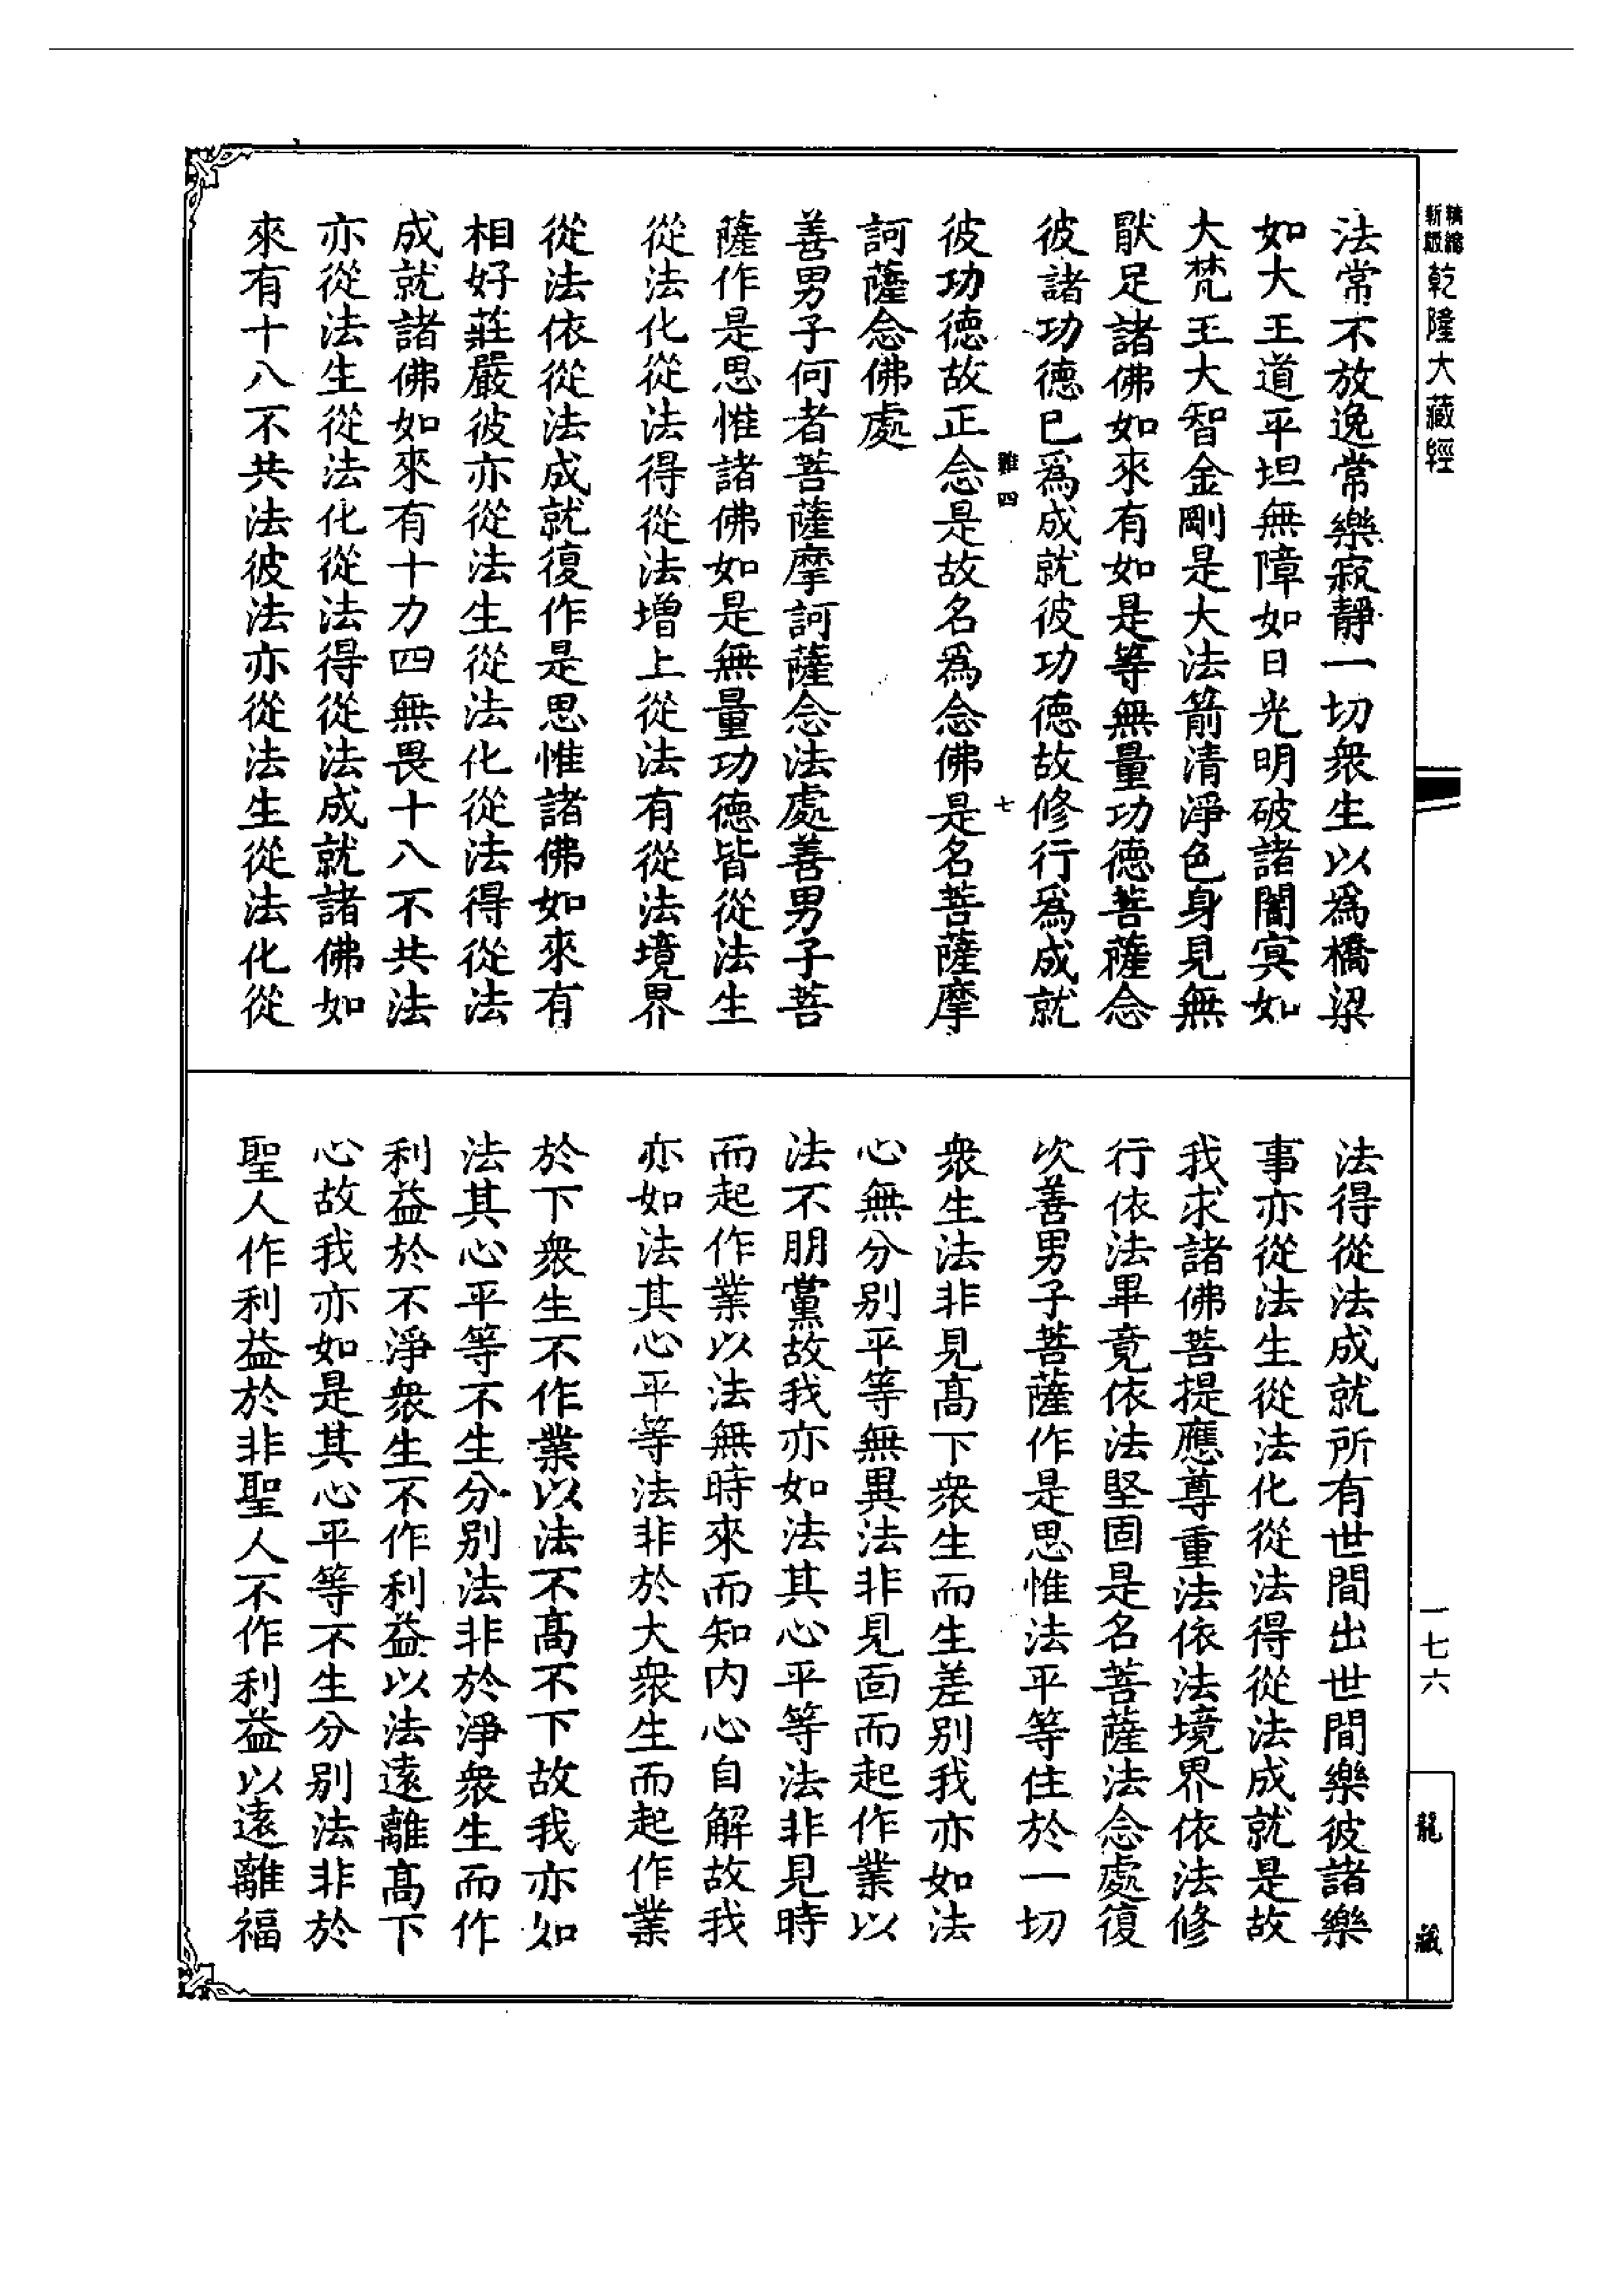 精縮
新版
乾隆大藏經
法常不放逸常樂寂靜一切衆生以爲橋梁
如大王道平坦無障如日光明破諸闇冥如
大梵王大智金剛是大法箭清淨色身見無
厭足諸佛如來有如是等無量功德菩薩念
彼諸功德已爲成就彼功德故修行爲成就
雜四
七
彼功德故正念是故名爲念佛是名菩薩摩
訶薩念佛處
善男子何者菩薩摩訶薩念法處善男子菩
薩作是思惟諸佛如是無量功德皆從法生
從法化從法得從法增上從法有從法境界
從法依從法成就復作是思惟諸佛如來有
相好莊嚴彼亦從法生從法化從法得從法
成就諸佛如來有十力四無畏十八不共法
亦從法生從法化從法得從法成就諸佛如
來有十八不共法彼法亦從法生從法化從
法得從法成就所有世間出世間樂彼諸樂
事亦從法生從法化從法得從法成就是故
我求諸佛菩提應尊重法依法境界依法修
行依法畢竟依法堅固是名菩薩法念處復
次善男子菩薩作是思惟法平等住於一切
衆生法非見高下衆生而生差別我亦如法
心無分別平等無異法非見面而起作業以
法不朋黨故我亦如法其心平等法非見時
而起作業以法無時來而知內心自解故我
亦如法其心平等法非於大衆生而起作業
於下衆生不作業以法不高不下故我亦如
法其心平等不生分別法非於淨衆生而作
利益於不淨衆生不作利益以法遠離高下
心故我亦如是其心平等不生分別法非於
聖人作利益於非聖人不作利益以遠離福
一七六
龍藏